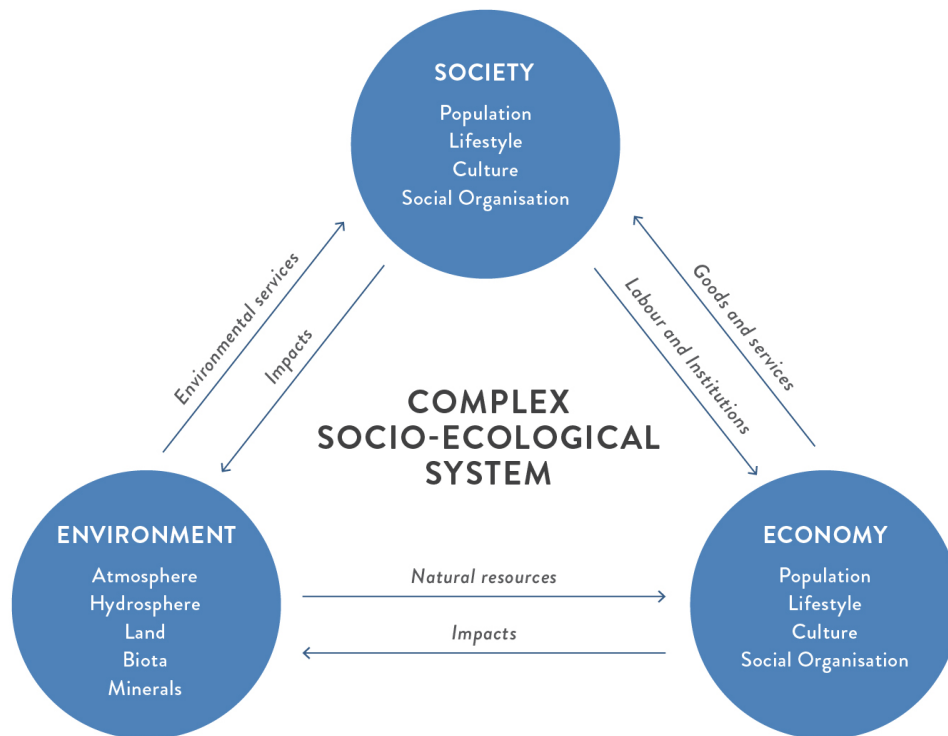 SOCIETY
Population
Lifestyle
Culture
Social Organisation
Environmental services
Impacts
Labour and Institutions
Goods and services
COMPLEX
SOCIO-ECOLOGICAL
SYSTEM
ENVIRONMENT
Atmosphere
Hydrosphere
Land
Biota
Minerals
Natural resources
Impacts
ECONOMY
Population
Lifestyle
Culture
Social Organisation